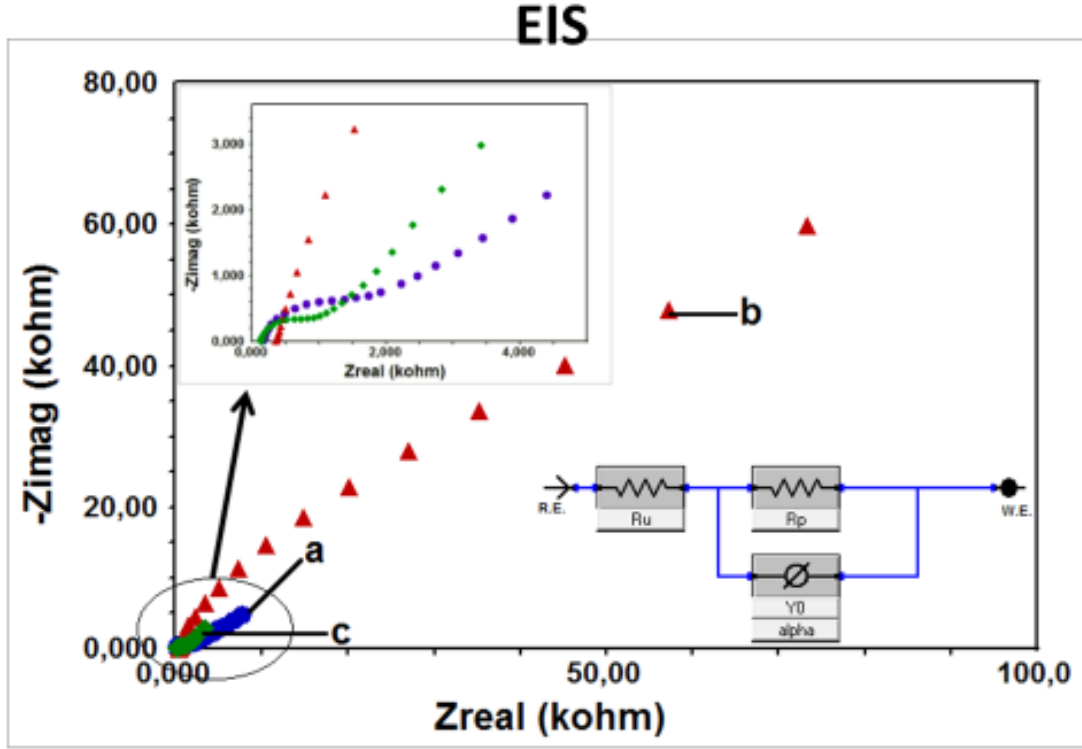 EIS
80,00
60,00
40,00
20,00
0,000
-Zimag (kohm)
3,000
2,000
1,000
0,000
-Zimag (kohm)
0,000 2,000 4,000
Zreal (kohm)
b
a
c
R.E.
Ru
Rp
W.E.
Y0
alpha
0,000 50,00 100,0
Zreal (kohm)